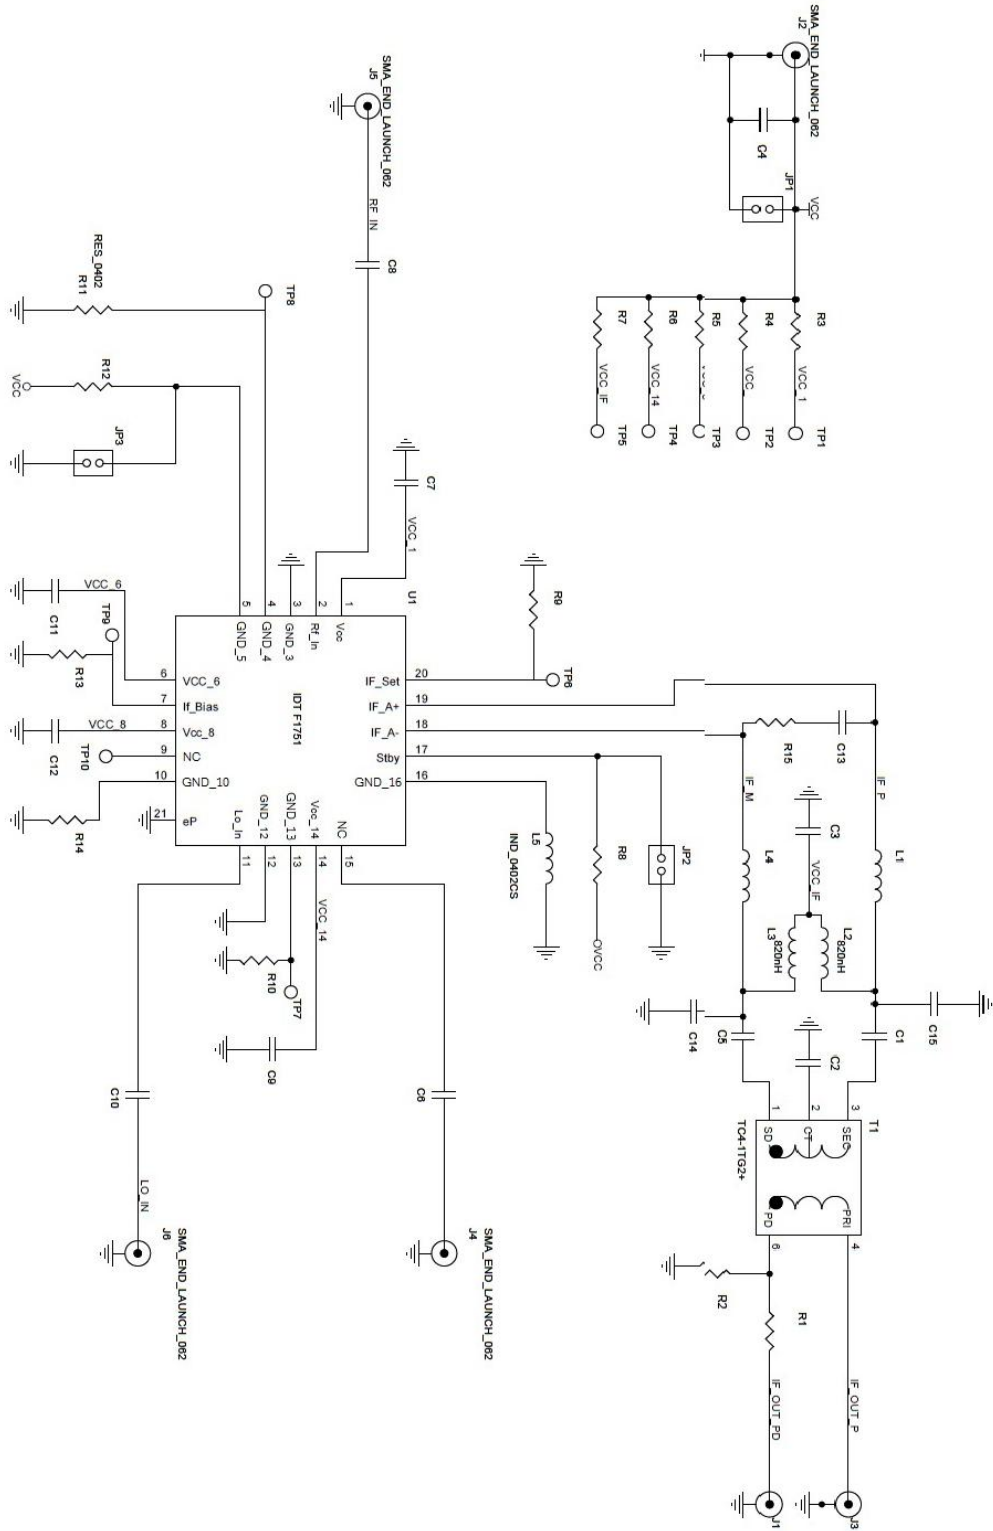 SMA_END_LAUNCH_062
J2
C4
JP1
VCC
R3
R4
R5
R6
R7
VCC_1
VCC_
VCC_14
VCC_IF
TP1
TP2
TP3
TP4
TP5
SMA_END_LAUNCH_062
J5
RF_IN
C8
RES_0402
R11
TP8
R12
VCC
JP3
C7
VCC_1
U1
R9
TP6
VCC_6
C11
TP9
R13
VCC_8
C12
TP10
R14
5
4
3
2
1
GND_5
GND_4
GND_3
Rf_In
Vcc
6
VCC_6
7
If_Bias
8
Vcc_8
9
NC
10
GND_10
21
eP
IDT F1751
IF_Set
20
IF_A+
19
IF_A-
18
Stby
17
GND_16
16
Lo_In
GND_12
GND_13
Vcc_14
NC
11
12
13
14
15
L5
IND_0402CS
R8
OVCC
JP2
R15
C13
IF_M
IF_P
C3
VCC_IF
L4
L1
L3
820nH
L2
820nH
C14
C5
C2
C1
C15
T1
TC4-1TG2+
1
2
3
SD
CT
SEC
PD
PRI
6
4
R2
R1
IF_OUT_PD
IF_OUT_P
J1
J3
VCC_14
R10
TP7
C9
C10
C6
LO_IN
J6
SMA_END_LAUNCH_062
J4
SMA_END_LAUNCH_062